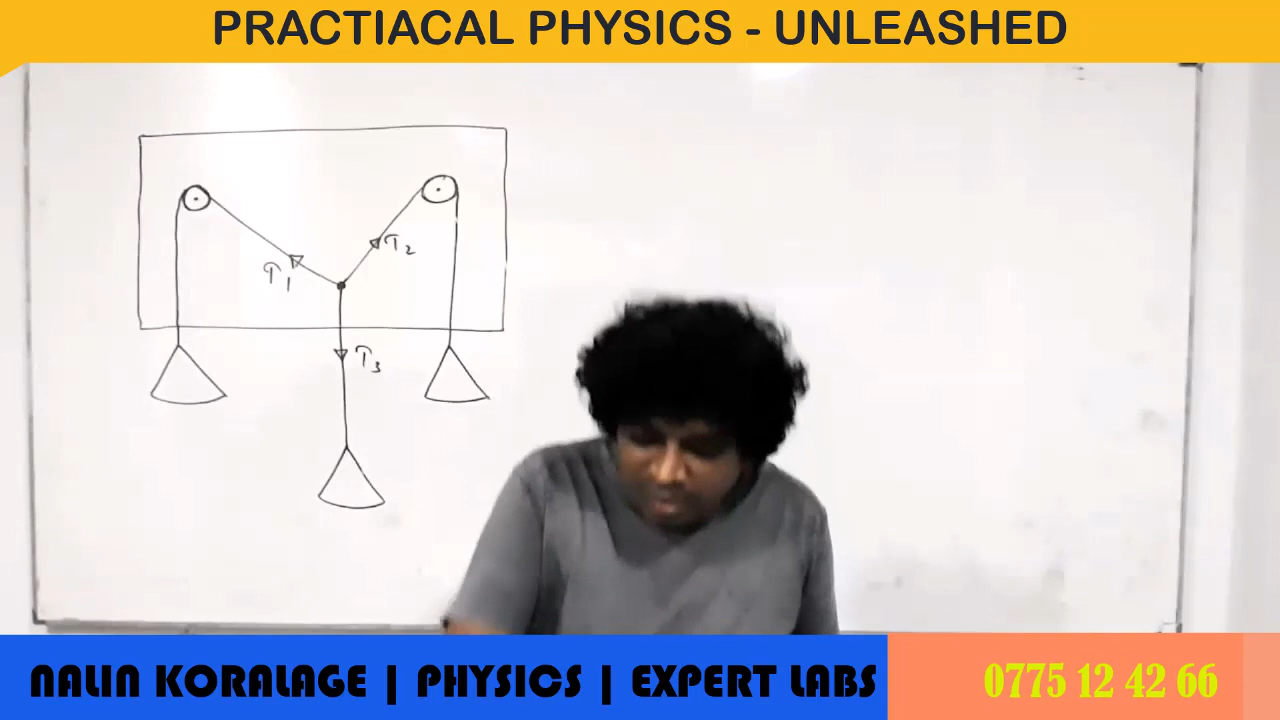 PRACTIACAL PHYSICS - UNLEASHED
T₁
T₂
T₃
NALIN KORALAGE | PHYSICS | EXPERT LABS
0775 12 42 66